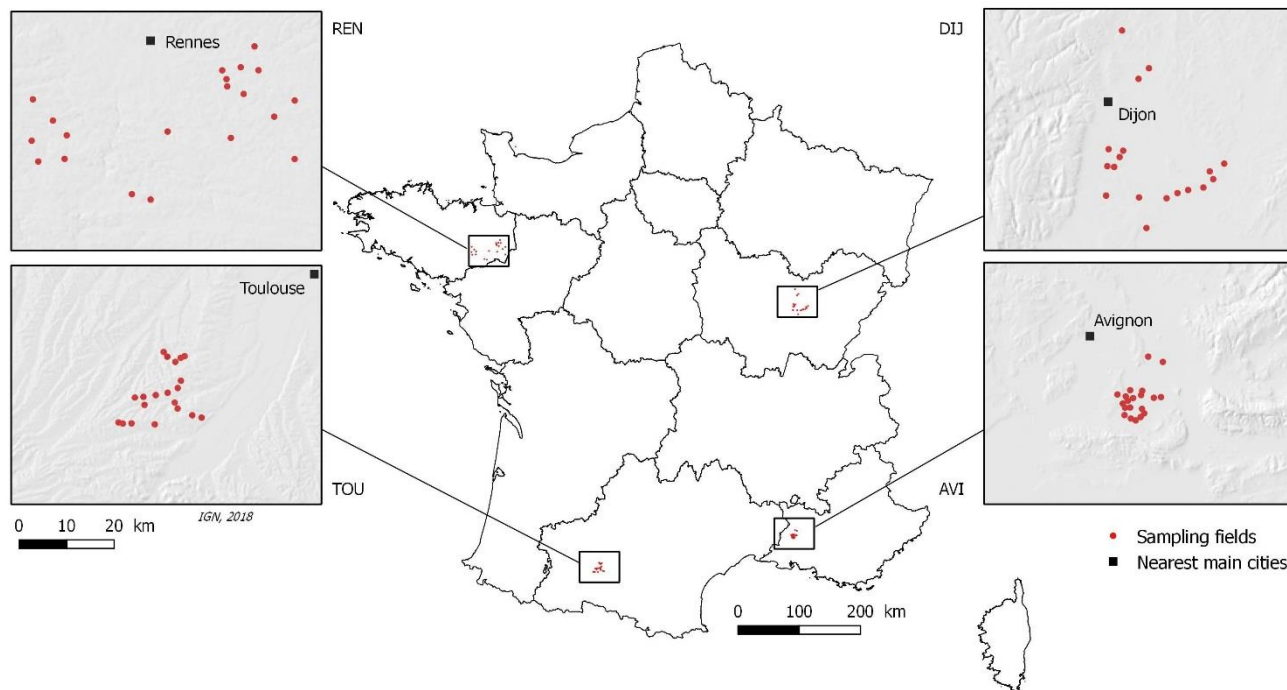 REN
Rennes
DIJ
Dijon
Toulouse
TOU
IGN, 2018
0 10 20 km
Avignon
AVI
0 100 200 km
Sampling fields
Nearest main cities